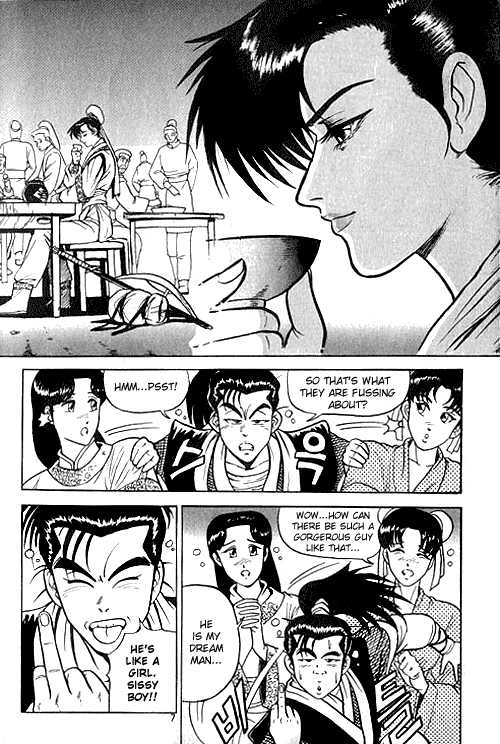 HMM...PSST!
SO THAT'S WHAT
THEY ARE FUSSING
ABOUT?
HE'S
LIKE A
GIRL.
SISSY
BOY!!
WOW...HOW CAN
THERE BE SUCH A
GORGEROUS GUY
LIKE THAT...
HE
IS MY
DREAM
MAN...